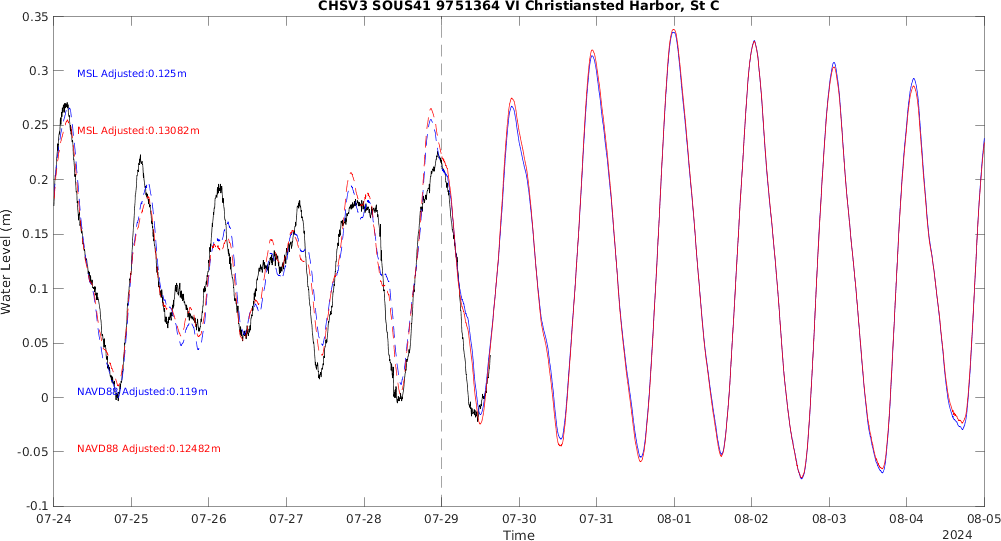 CHSV3 SOUS41 9751364 VI Christiansted Harbor, St C
0.35
0.3
0.25
0.2
0.15
0.1
0.05
0
-0.05
-0.1
Water Level (m)
MSL Adjusted:0.125m
MSL Adjusted:0.13082m
NAVD88 Adjusted:0.119m
NAVD88 Adjusted:0.12482m
07-24 07-25 07-26 07-27 07-28 07-29 07-30 07-31 08-01 08-02 08-03 08-04 08-05
Time
2024